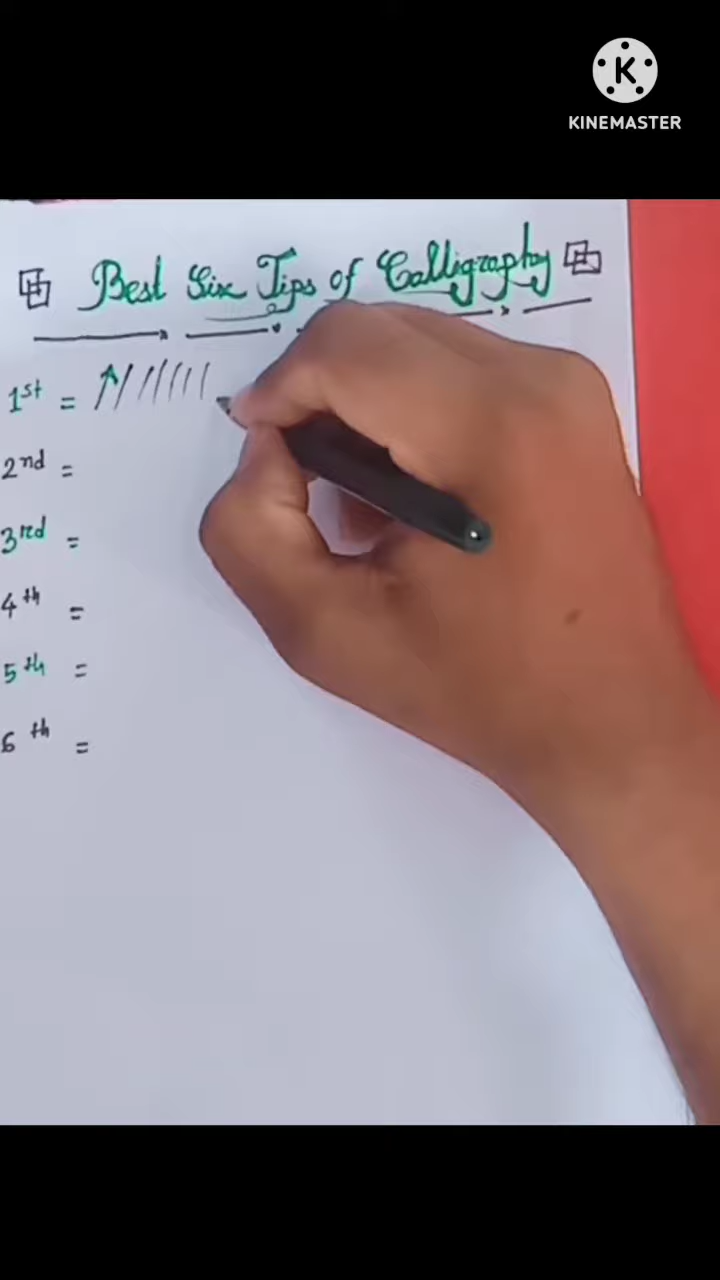 KINEMASTER
Best Six Tips of Calligraphy
1st =
2nd =
3rd =
4th =
5th =
6th =